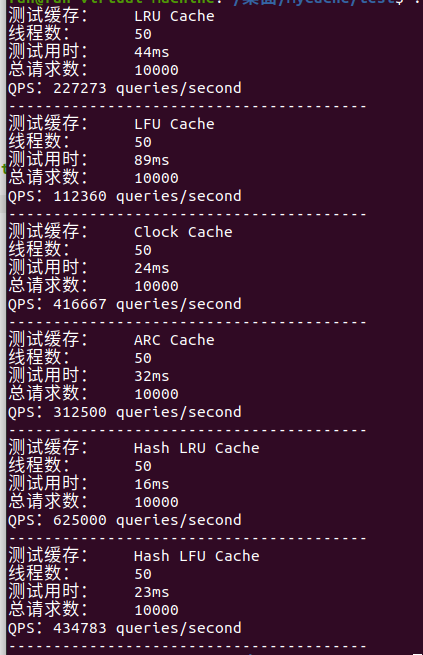 测试缓存：    LRU Cache
线程数：      50
测试用时：    44ms
总请求数：    10000
QPS：227273 queries/second
----------------------------------------
测试缓存：    LFU Cache
线程数：      50
测试用时：    89ms
总请求数：    10000
QPS：112360 queries/second
----------------------------------------
测试缓存：    Clock Cache
线程数：      50
测试用时：    24ms
总请求数：    10000
QPS：416667 queries/second
----------------------------------------
测试缓存：    ARC Cache
线程数：      50
测试用时：    32ms
总请求数：    10000
QPS：312500 queries/second
----------------------------------------
测试缓存：    Hash LRU Cache
线程数：      50
测试用时：    16ms
总请求数：    10000
QPS：625000 queries/second
----------------------------------------
测试缓存：    Hash LFU Cache
线程数：      50
测试用时：    23ms
总请求数：    10000
QPS：434783 queries/second
----------------------------------------